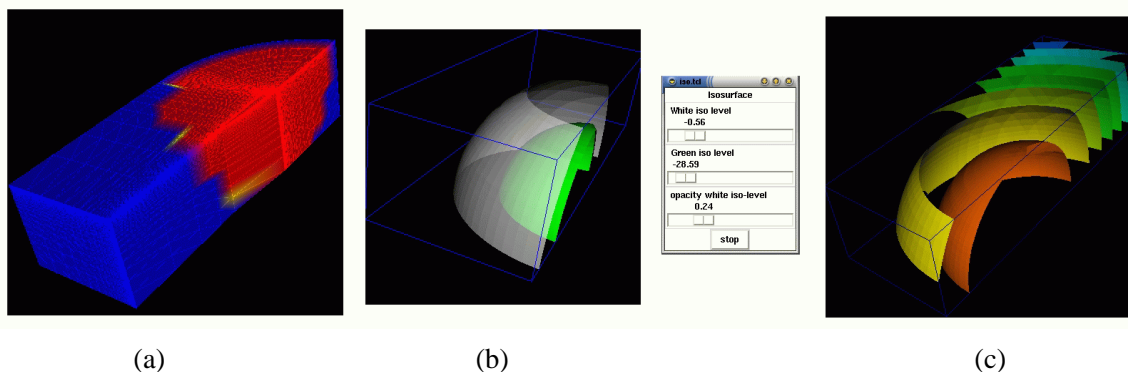 iso.tcl
Isosurface
White iso level
-0.56
Green iso level
-28.59
opacity white iso-level
0.24
stop
(a) (b) (c)